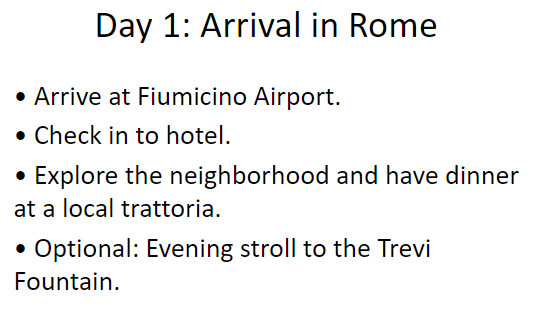 Day 1: Arrival in Rome
• Arrive at Fiumicino Airport.
• Check in to hotel.
• Explore the neighborhood and have dinner
at a local trattoria.
• Optional: Evening stroll to the Trevi
Fountain.